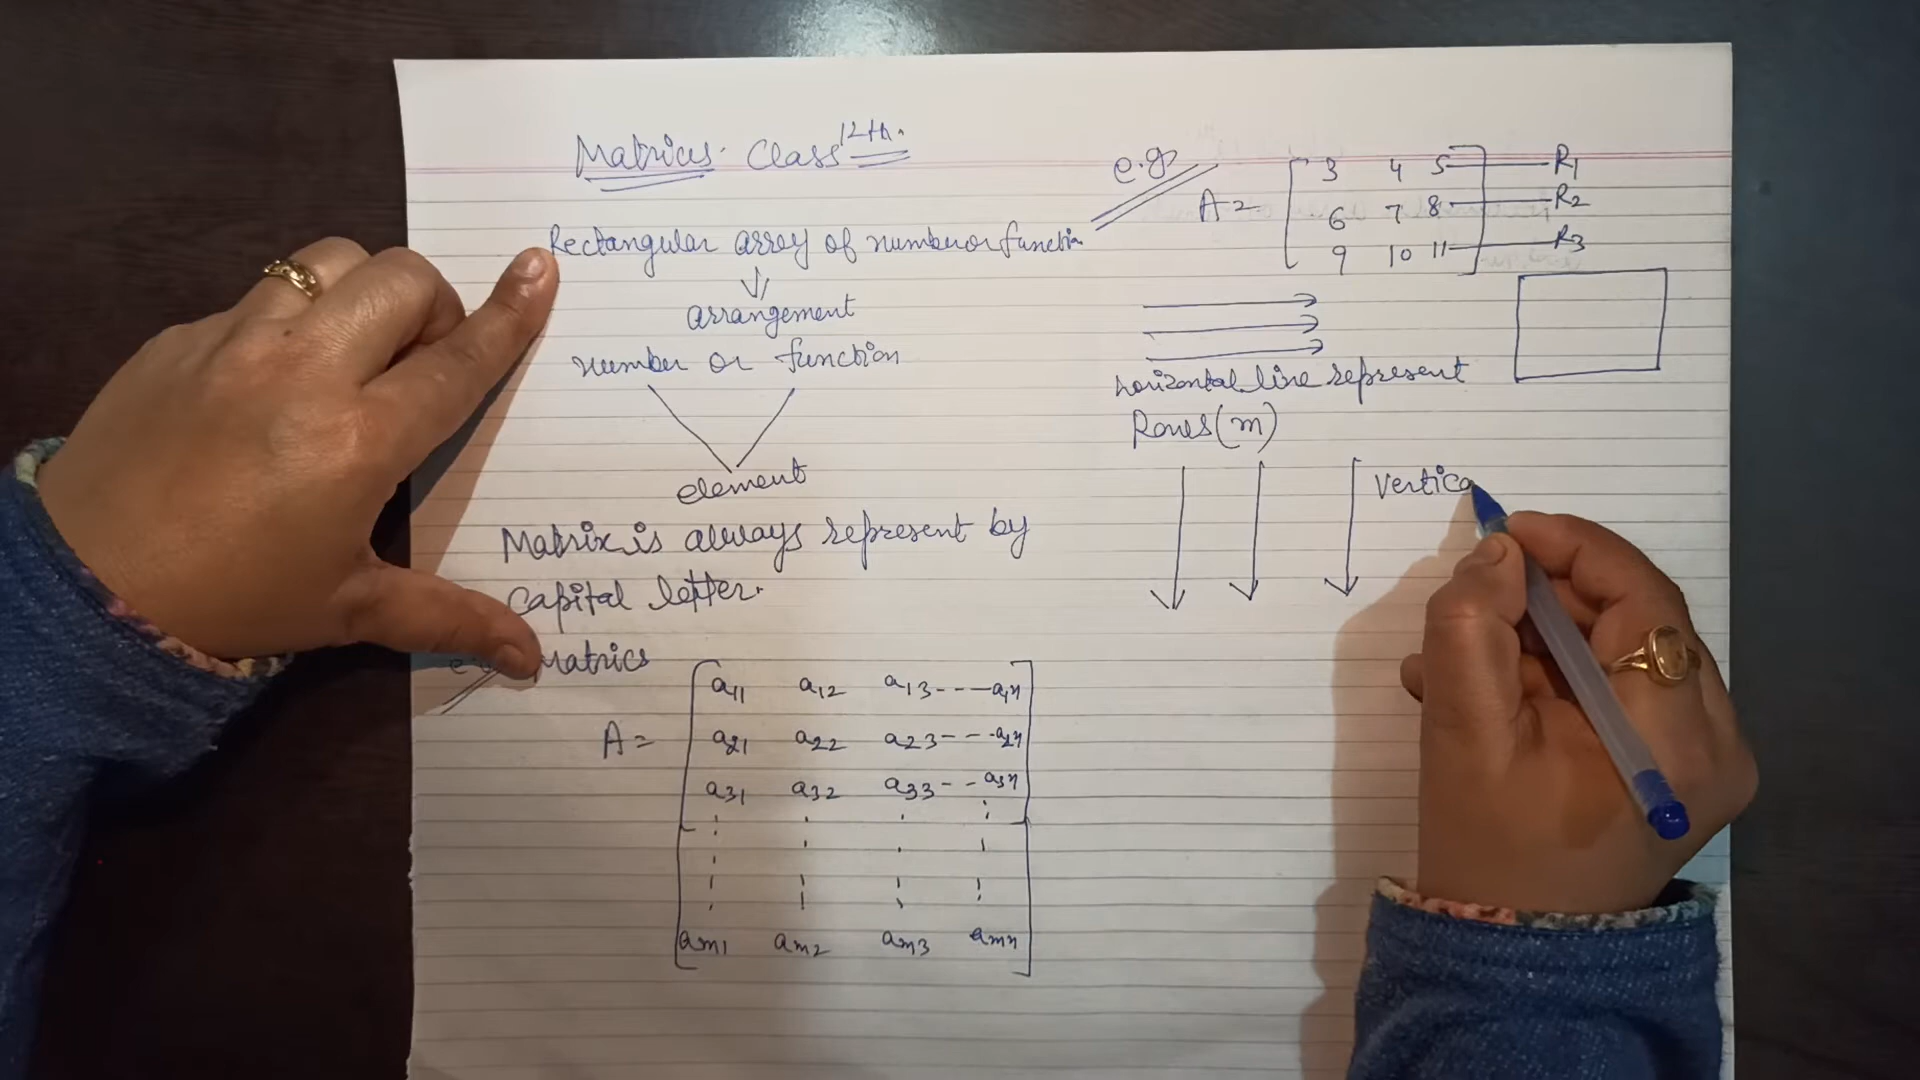 Matrices. Class 12th.
Rectangular array of number or function
arrangement
number or function
element
Matrix is always represent by
Capital letter.
Matrics
A = a11 a12 a13 - - - a1n
a21 a22 a23 - - - a2n
a31 a32 a33 - - a3n
am1 am2 am3 amn
e.g
A = 3 4 5 R1
6 7 8 R2
9 10 11 R3
horizontal line represent
Rows (m)
Vertica